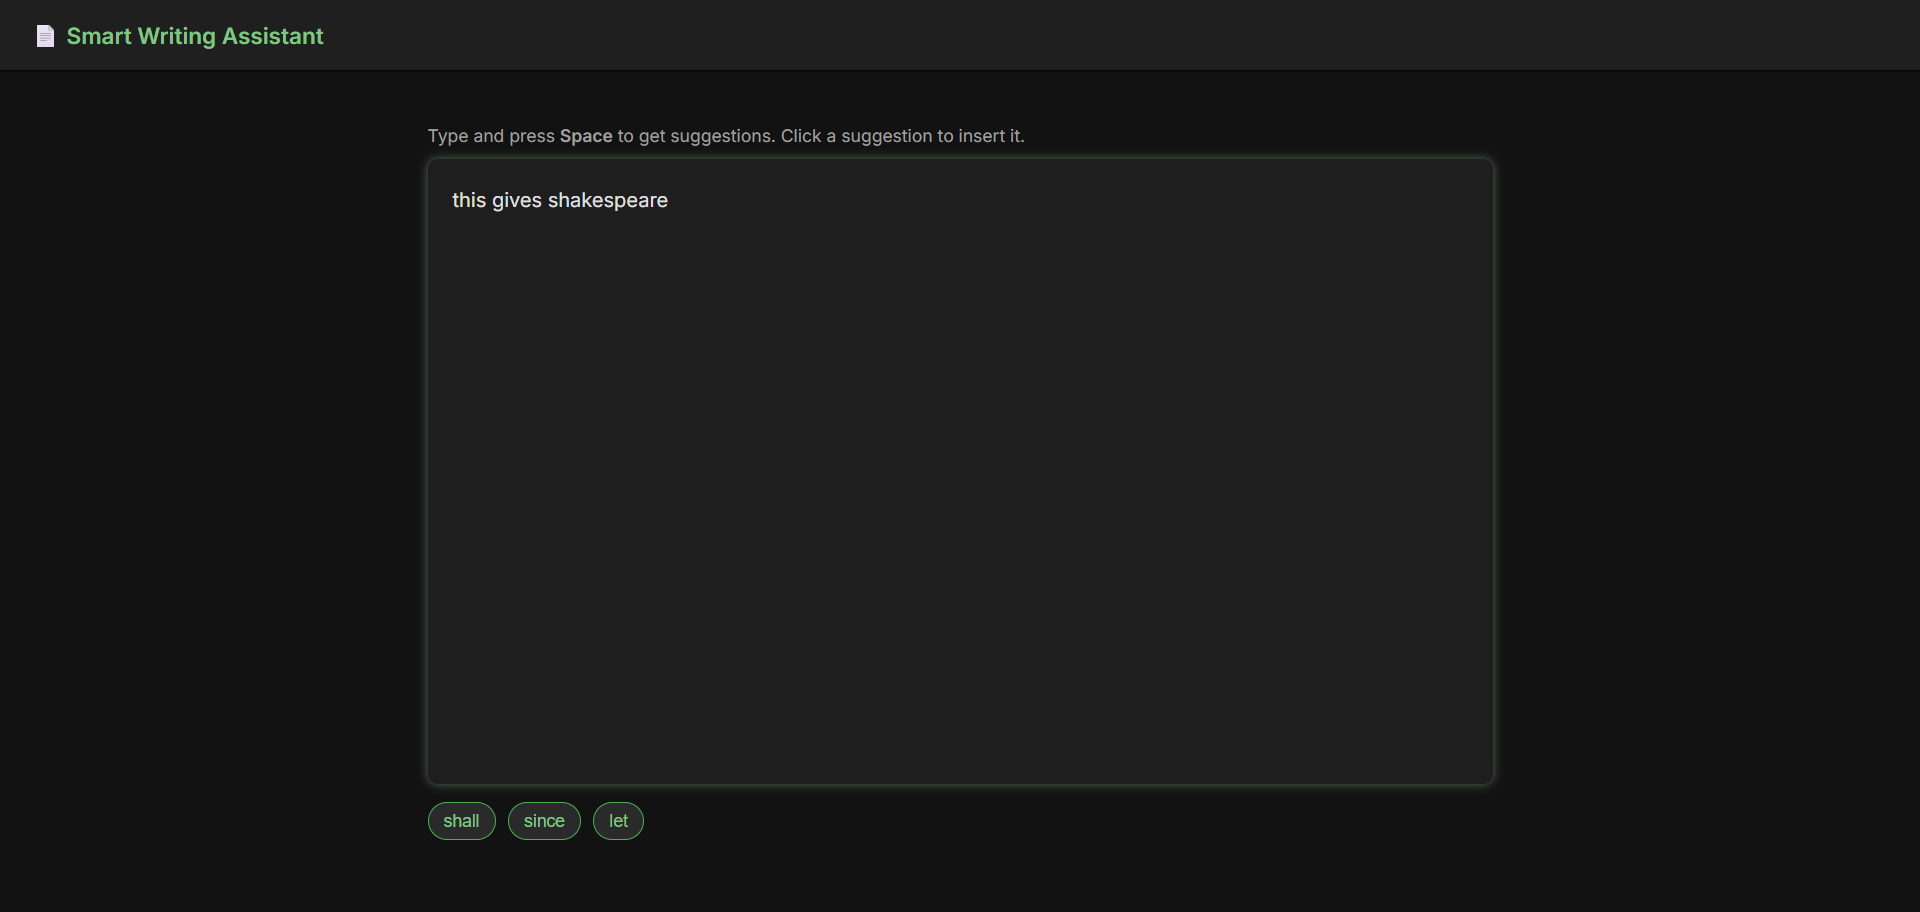 Smart Writing Assistant
Type and press Space to get suggestions. Click a suggestion to insert it.
this gives shakespeare
shall since let